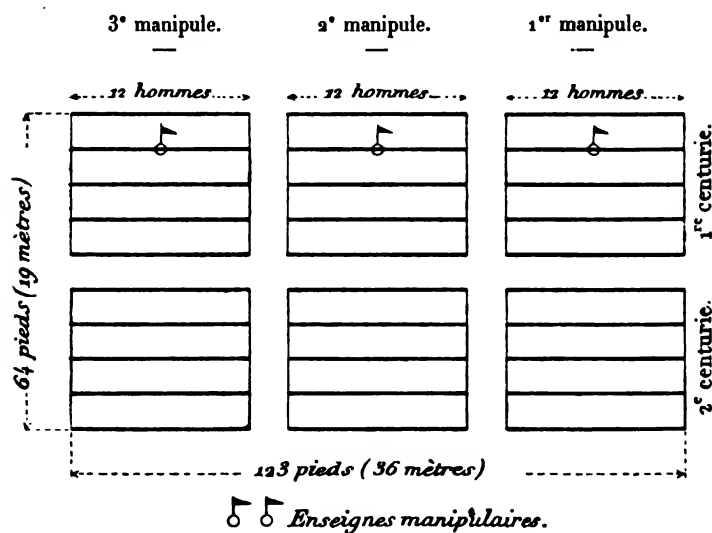 3e manipule. 2e manipule. 1er manipule.
12 hommes 12 hommes 12 hommes
1re centurie.
64 pieds (19 mètres)
2e centurie.
123 pieds (36 mètres)
Enseignes manipulaires.